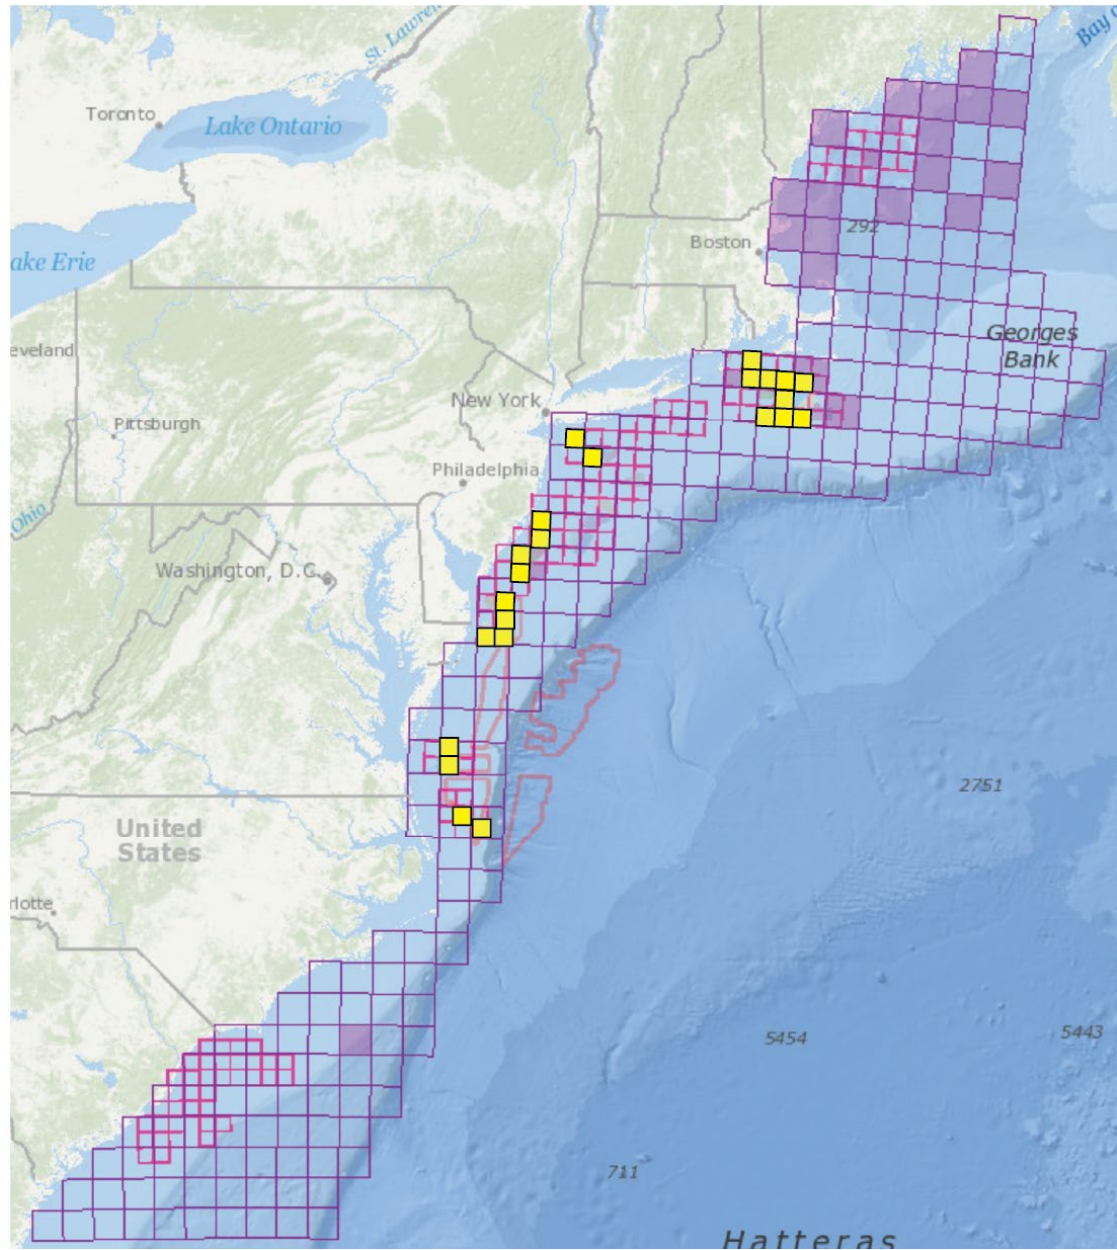 St. Lawren
Bay o
Toronto
Lake Ontario
292
Boston
ake Erie
Georges
Bank
eveland
New York
Pittsburgh
Philadelphia
Ohio
Washington, D.C.
2751
United
States
rlotte
5454
5443
711
Hatteras